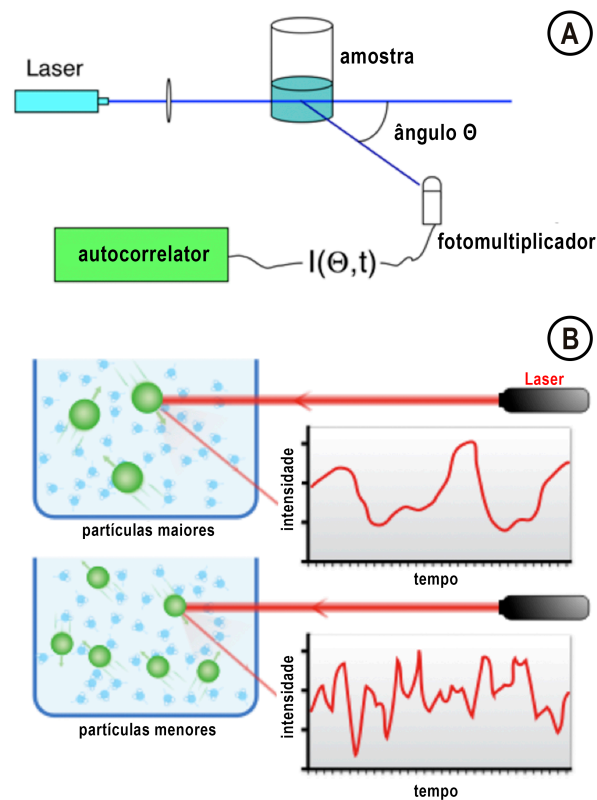 A
Laser
amostra
ângulo Θ
fotomultiplicador
autocorrelator
I(Θ,t)
B
Laser
intensidade
tempo
partículas maiores
intensidade
tempo
partículas menores